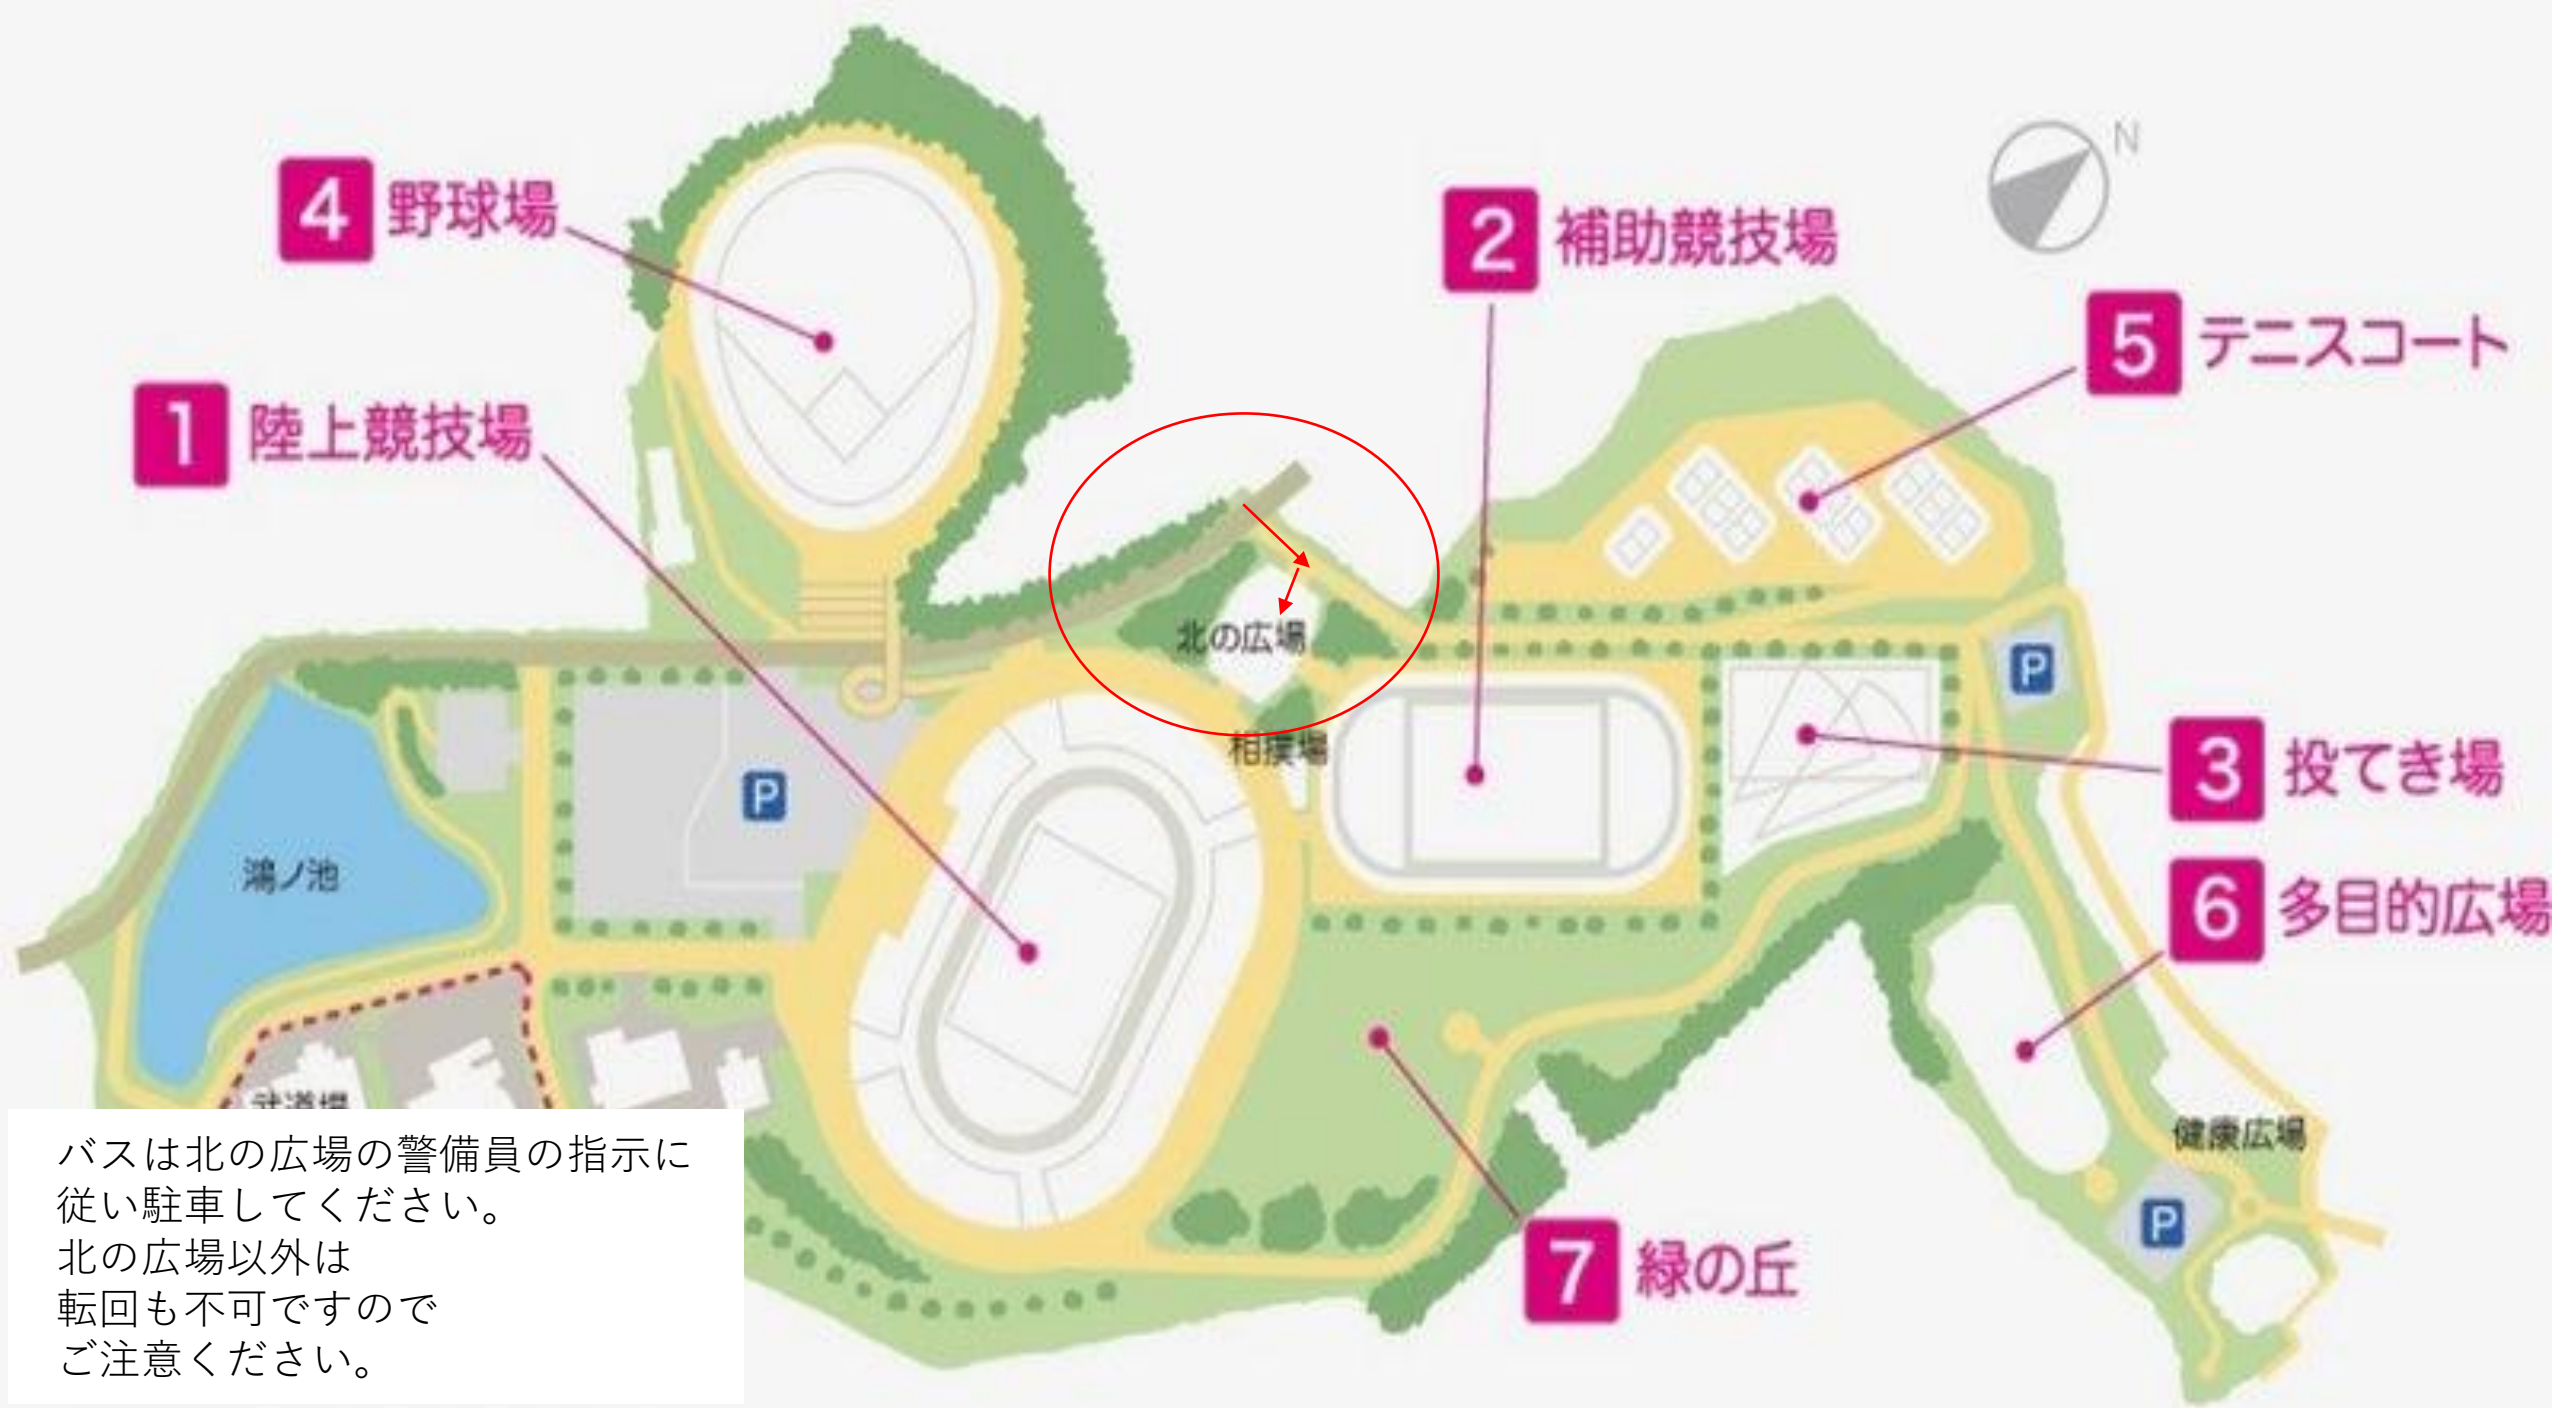 4 野球場
N
2 補助競技場
5 テニスコート
1 陸上競技場
北の広場
P
相撲場
3 投てき場
P
鴻ノ池
6 多目的広場
武道場
健康広場
P
7 緑の丘
バスは北の広場の警備員の指示に
従い駐車してください。
北の広場以外は
転回も不可ですので
ご注意ください。